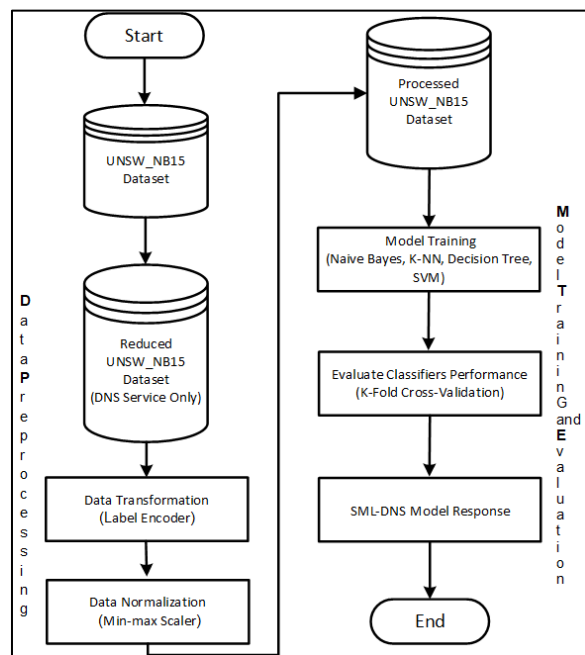 Start
UNSW_NB15
Dataset
Reduced
UNSW_NB15
Dataset
(DNS Service Only)
Data Transformation
(Label Encoder)
Data Normalization
(Min-max Scaler)
Data Preprocessing
Processed
UNSW_NB15
Dataset
Model Training
(Naive Bayes, K-NN, Decision Tree,
SVM)
Evaluate Classifiers Performance
(K-Fold Cross-Validation)
SML-DNS Model Response
End
Model TraininG and Evaluation